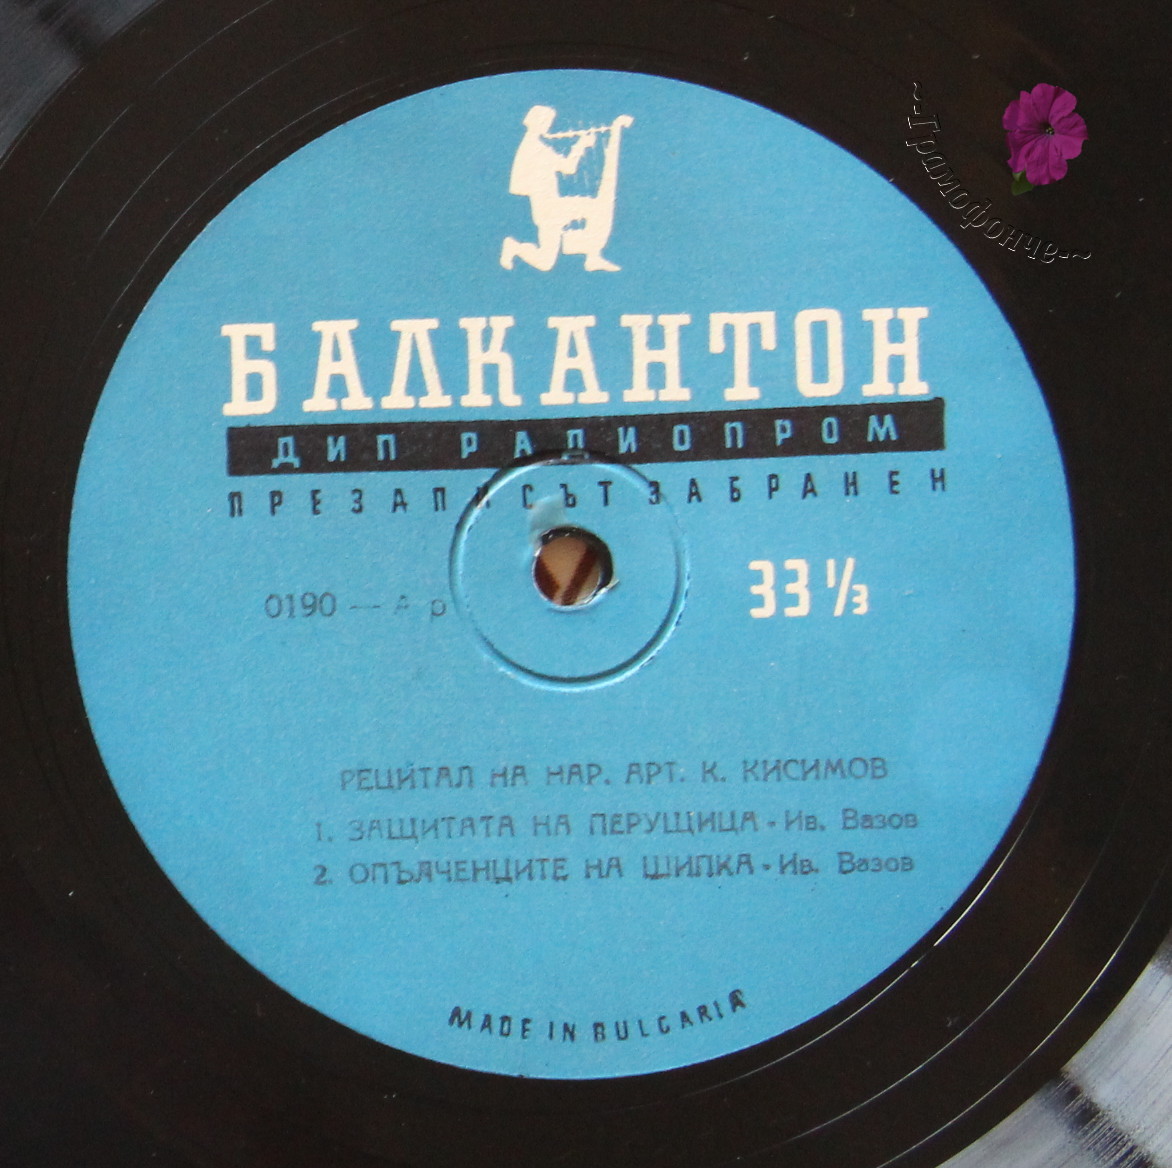 ~-Грамофонче-~
БАЛКАНТОН
ДИП РАДИОПРОМ
ПРЕЗАПИСЪТ ЗАБРАНЕН
0190 — А р
33 ⅓
РЕЦИТАЛ НА НАР. АРТ. К. КИСИМОВ
1. ЗАЩИТАТА НА ПЕРУЩИЦА - Ив. Вазов
2. ОПЪЛЧЕНЦИТЕ НА ШИПКА - Ив. Вазов
MADE IN BULGARIA